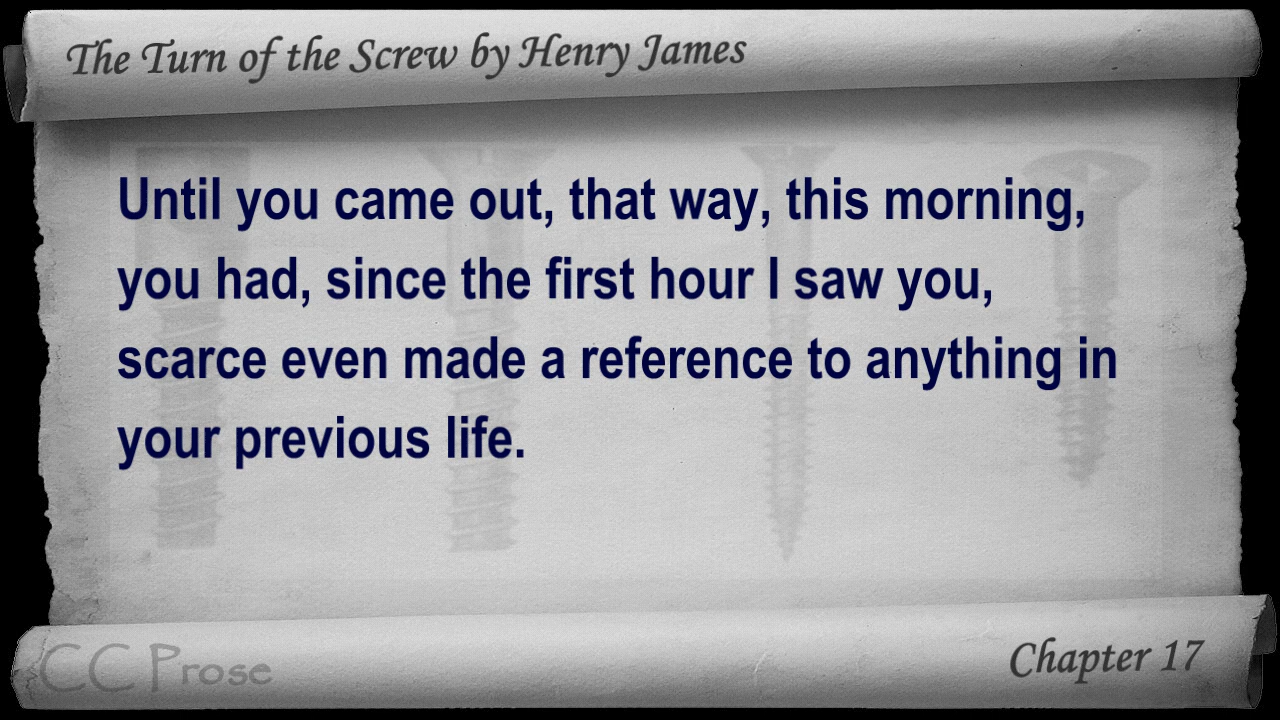 The Turn of the Screw by Henry James
Until you came out, that way, this morning,
you had, since the first hour I saw you,
scarce even made a reference to anything in
your previous life.
CC Prose
Chapter 17